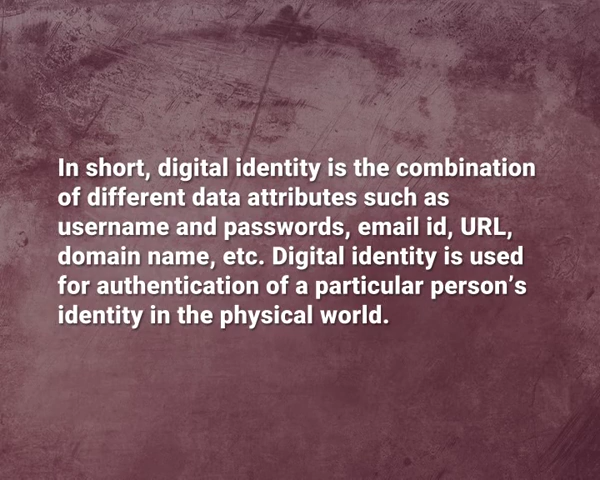 In short, digital identity is the combination
of different data attributes such as
username and passwords, email id, URL,
domain name, etc. Digital identity is used
for authentication of a particular person’s
identity in the physical world.